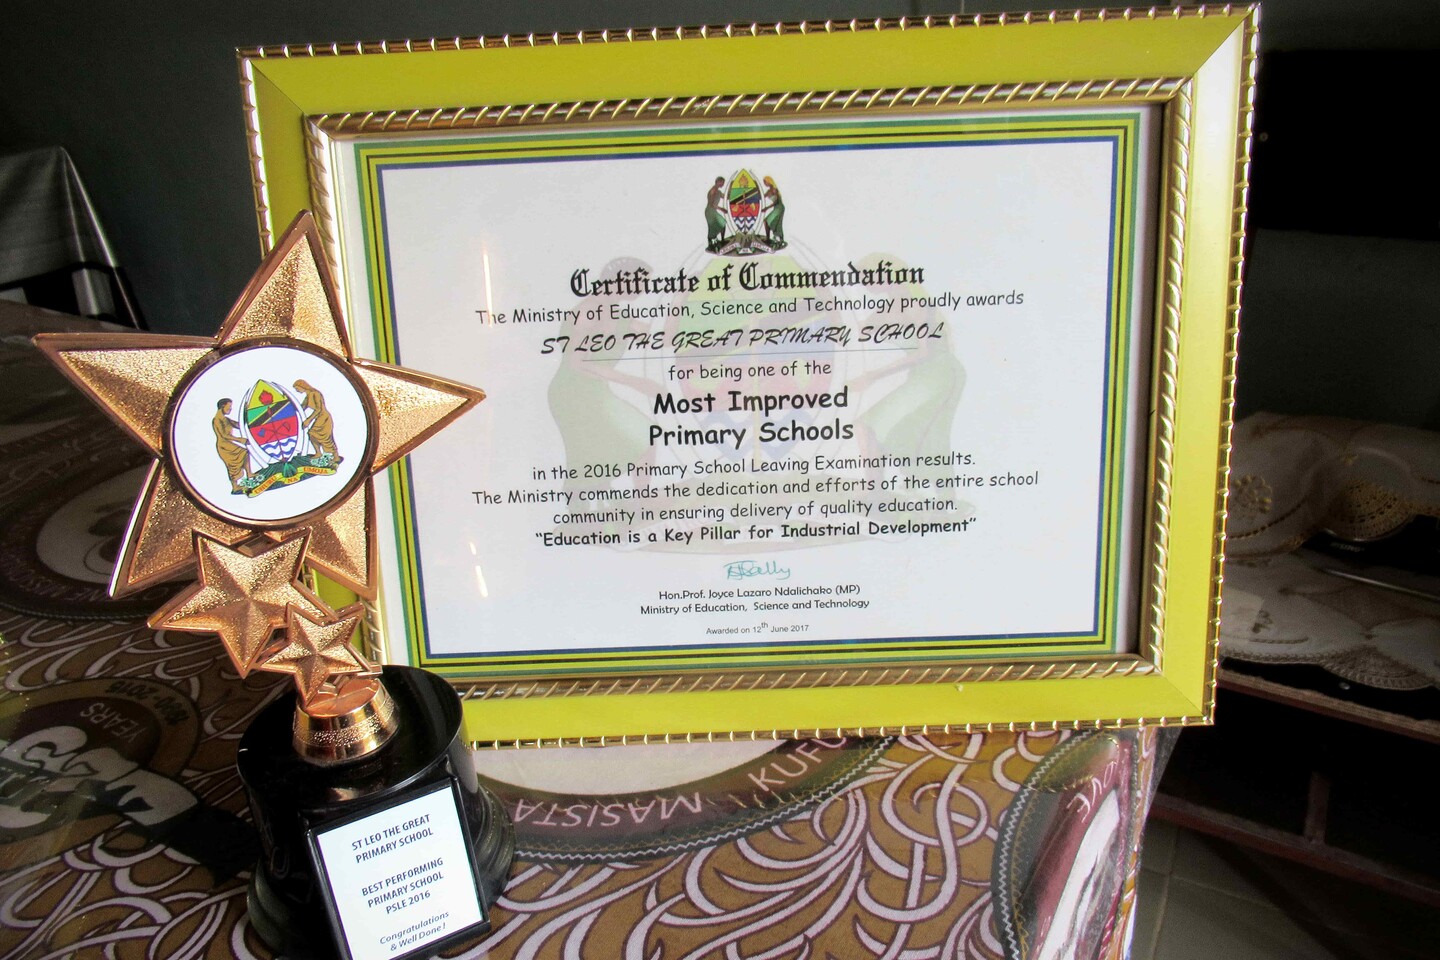 Certificate of Commendation
The Ministry of Education, Science and Technology proudly awards
ST LEO THE GREAT PRIMARY SCHOOL
for being one of the
Most Improved
Primary Schools
in the 2016 Primary School Leaving Examination results.
The Ministry commends the dedication and efforts of the entire school
community in ensuring delivery of quality education.
"Education is a Key Pillar for Industrial Development"
Hon.Prof. Joyce Lazaro Ndalichako (MP)
Ministry of Education, Science and Technology
Awarded on 12th June 2017
UHURU NA UMOJA
ST LEO THE GREAT
PRIMARY SCHOOL
BEST PERFORMING
PRIMARY SCHOOL
PSLE 2016
Congratulations
& Well Done!
MASISTA
YEARS